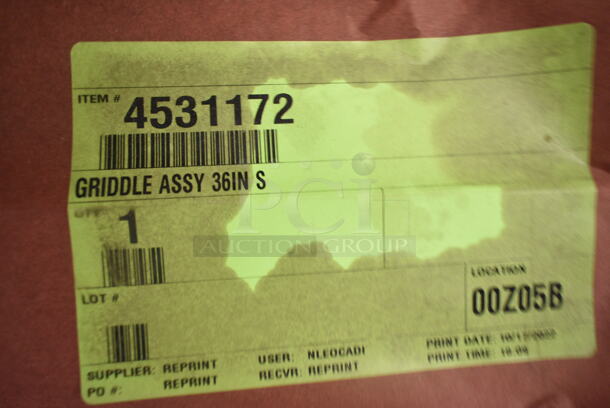 ITEM # 4531172
GRIDDLE ASSY 36IN S
QTY
1
PCI
AUCTION GROUP
LOT #
LOCATION
00Z05B
SUPPLIER: REPRINT
USER: NLEOCADI
PRINT DATE:
PO #: REPRINT
RECVR: REPRINT
PRINT TIME: